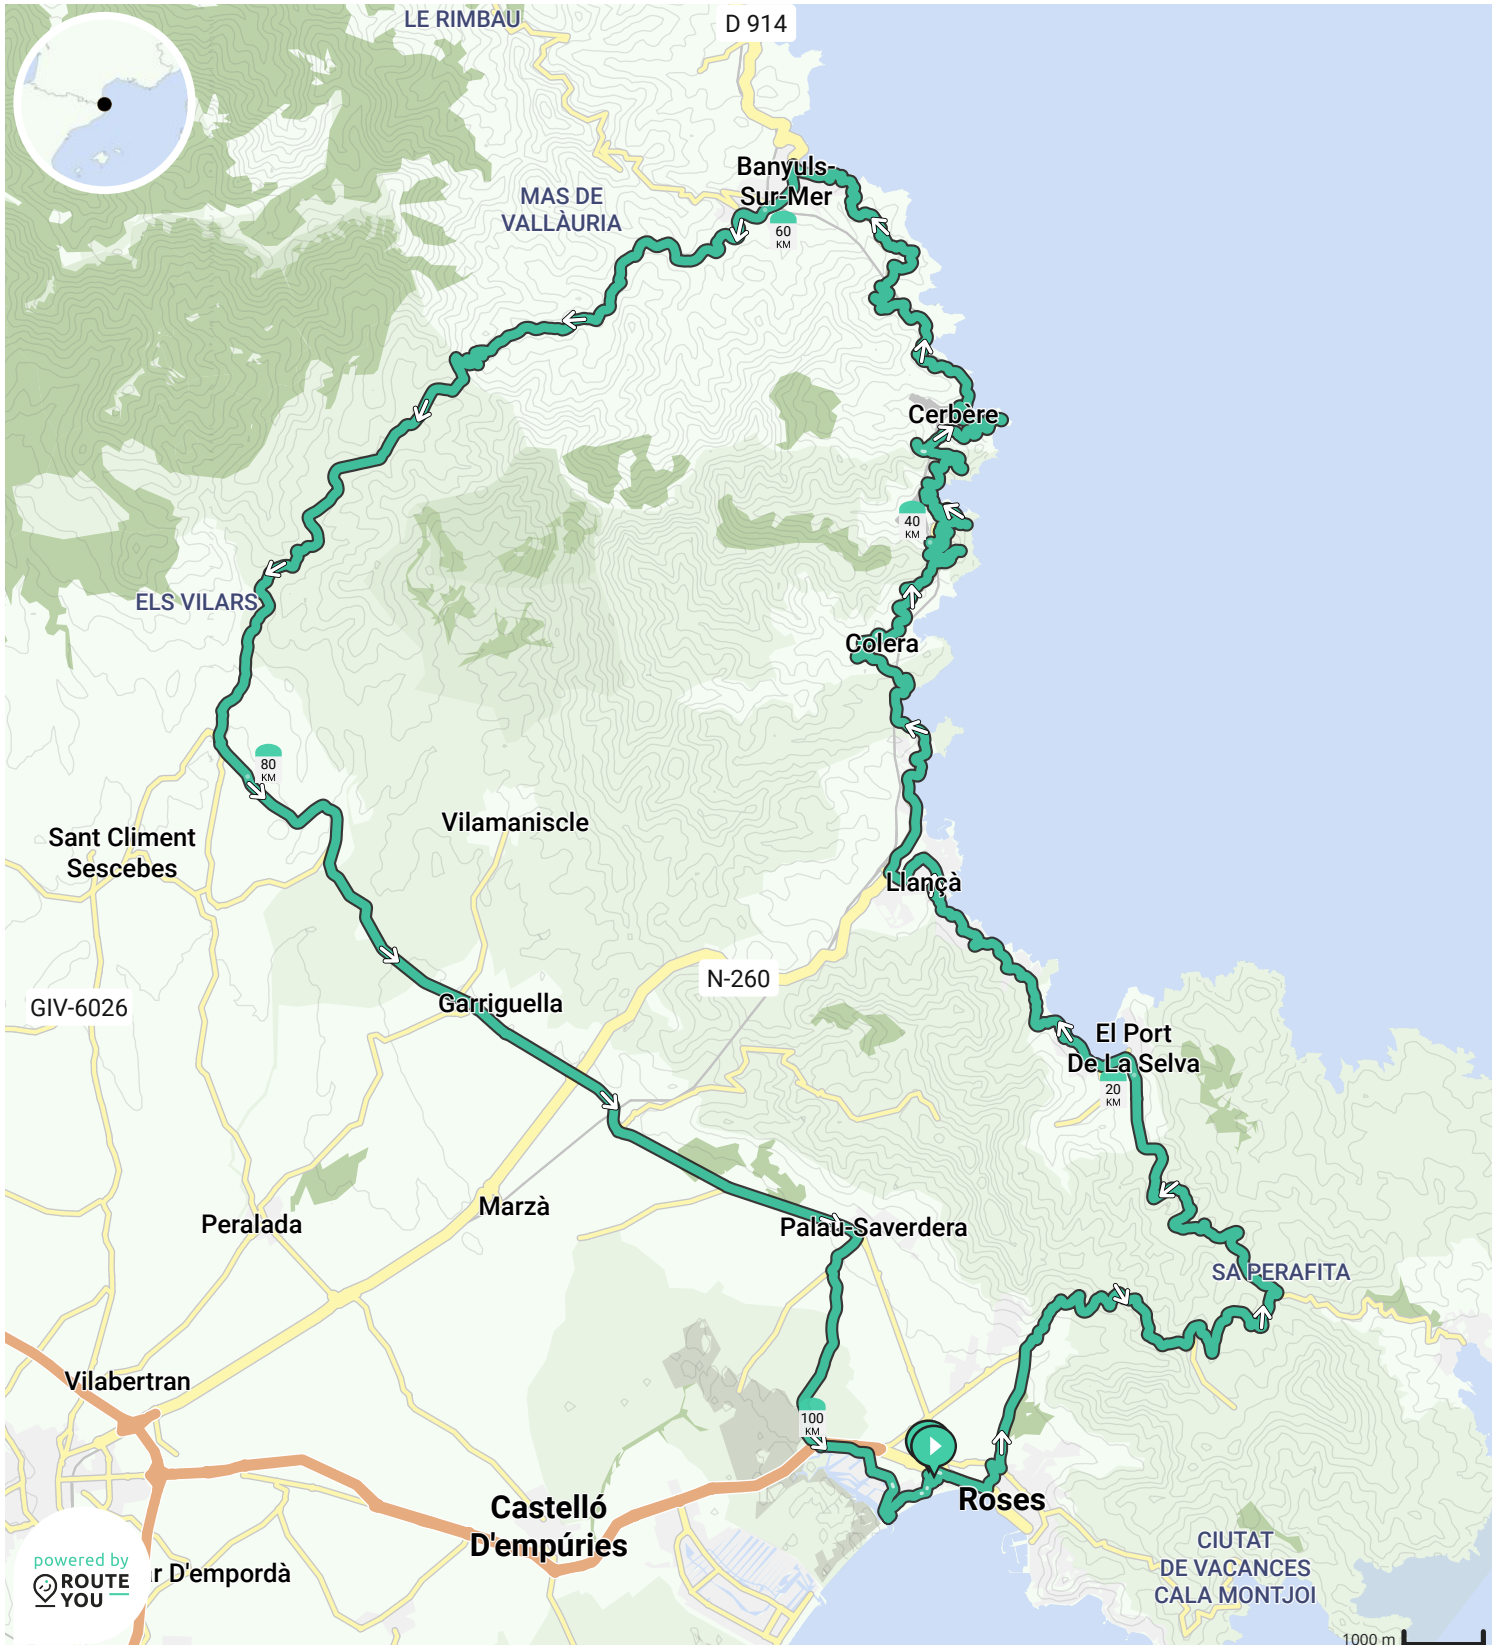 LE RIMBAU
D 914
Banyuls-
Sur-Mer
MAS DE
VALLÀURIA
60
KM
Cerbère
40
KM
ELS VILARS
Colera
80
KM
Vilamaniscle
Sant Climent
Sescebes
Llançà
N-260
GIV-6026
Garriguella
El Port
De La Selva
20
KM
Marzà
Peralada
Palau-Saverdera
SA PERAFITA
Vilabertran
100
KM
Roses
Castelló
D'empúries
CIUTAT
DE VACANCES
CALA MONTJOI
powered by
ROUTE
YOU
ar D'empordà
1000 m